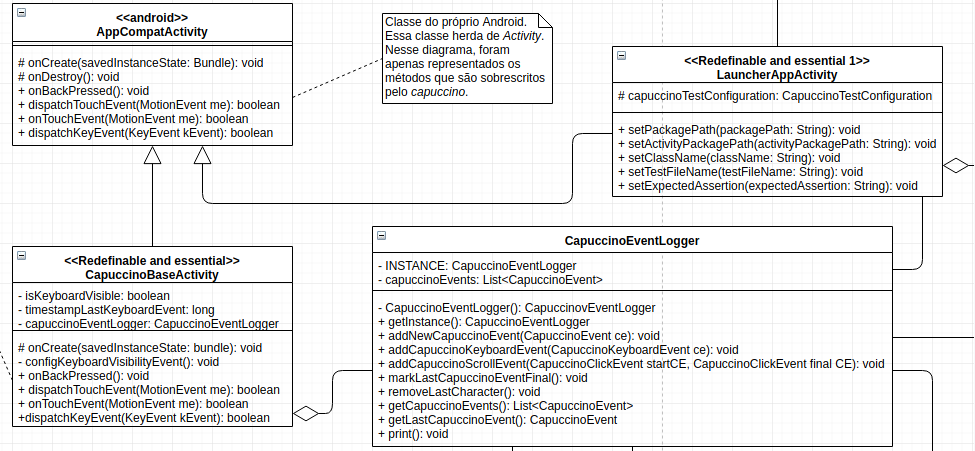 <<android>>
AppCompatActivity
# onCreate(savedInstanceState: Bundle): void
# onDestroy(): void
+ onBackPressed(): void
+ dispatchTouchEvent(MotionEvent me): boolean
+ onTouchEvent(MotionEvent me): boolean
+ dispatchKeyEvent(KeyEvent kEvent): boolean
Classe do próprio Android.
Essa classe herda de Activity.
Nesse diagrama, foram
apenas representados os
métodos que são sobrescritos
pelo capuccino.
<<Redefinable and essential 1>>
LauncherAppActivity
# capuccinoTestConfiguration: CapuccinoTestConfiguration
+ setPackagePath(packagePath: String): void
+ setActivityPackagePath(activityPackagePath: String): void
+ setClassName(className: String): void
+ setTestFileName(testFileName: String): void
+ setExpectedAssertion(expectedAssertion: String): void
<<Redefinable and essential>>
CapuccinoBaseActivity
- isKeyboardVisible: boolean
- timestampLastKeyboardEvent: long
- capuccinoEventLogger: CapuccinoEventLogger
# onCreate(savedInstanceState: bundle): void
- configKeyboardVisibilityEvent(): void
+ onBackPressed(): void
+ dispatchTouchEvent(MotionEvent me): boolean
+ onTouchEvent(MotionEvent me): boolean
+dispatchKeyEvent(KeyEvent kEvent): boolean
CapuccinoEventLogger
- INSTANCE: CapuccinoEventLogger
- capuccinoEvents: List<CapuccinoEvent>
- CapuccinoEventLogger(): CapuccinovEventLogger
+ getInstance(): CapuccinoEventLogger
+ addNewCapuccinoEvent(CapuccinoEvent ce): void
+ addCapuccinoKeyboardEvent(CapuccinoKeyboardEvent ce): void
+ addCapuccinoScrollEvent(CapuccinoClickEvent startCE, CapuccinoClickEvent final CE): void
+ markLastCapuccinoEventFinal(): void
+ removeLastCharacter(): void
+ getCapuccinoEvents(): List<CapuccinoEvent>
+ getLastCapuccinoEvent(): CapuccinoEvent
+ print(): void